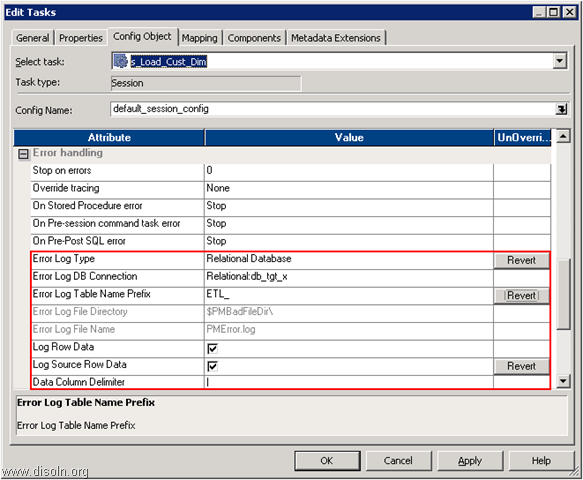 Edit Tasks
General Properties Config Object Mapping Components Metadata Extensions
Select task: s_Load_Cust_Dim
Task type: Session
Config Name: default_session_config
Attribute Value UnOverri...
Error handling
Stop on errors 0
Override tracing None
On Stored Procedure error Stop
On Pre-session command task error Stop
On Pre-Post SQL error Stop
Error Log Type Relational Database Revert
Error Log DB Connection Relational:db_tgt_x
Error Log Table Name Prefix ETL_ Revert
Error Log File Directory $PMBadFileDir\
Error Log File Name PMError.log
Log Row Data
Log Source Row Data Revert
Data Column Delimiter |
Error Log Table Name Prefix
Error Log Table Name Prefix
OK Cancel Apply Help
www.disoln.org